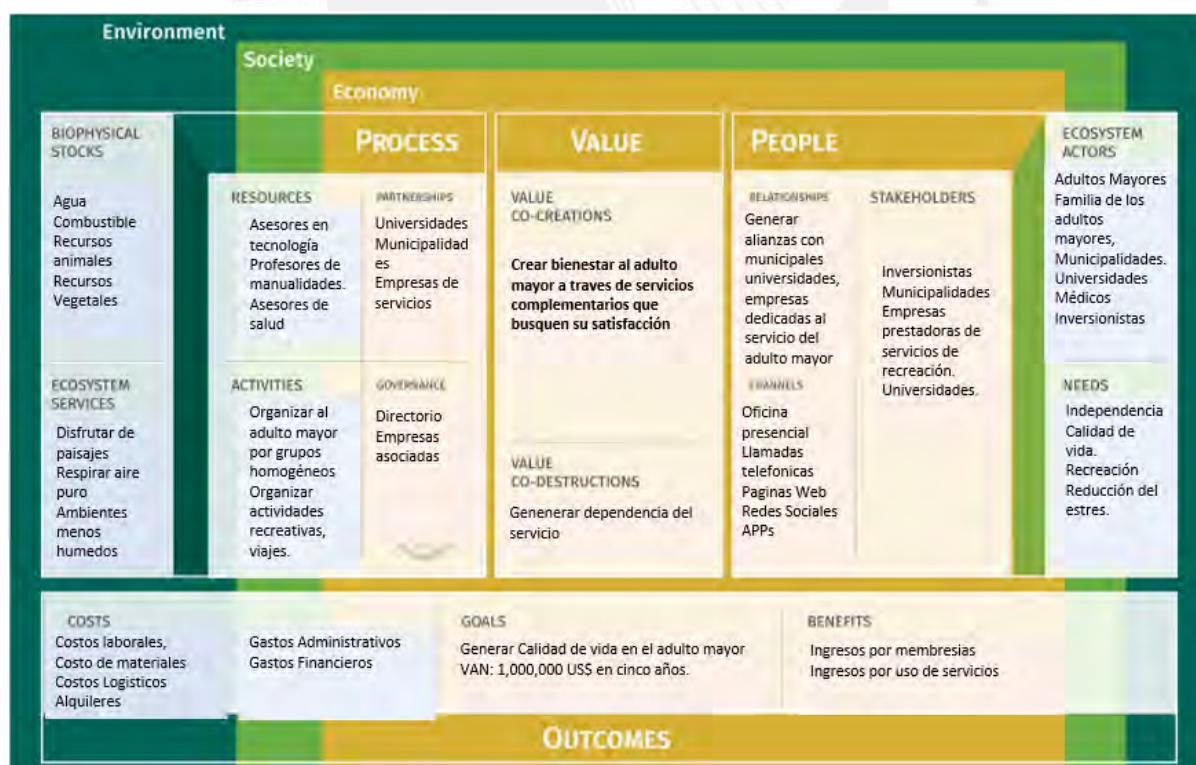 Environment
Society
Economy
BIOPHYSICAL
STOCKS
Agua
Combustible
Recursos
animales
Recursos
Vegetales
ECOSYSTEM
SERVICES
Disfrutar de
paisajes
Respirar aire
puro
Ambientes
menos
humedos
PROCESS
RESOURCES
Asesores en
tecnología
Profesores de
manualidades.
Asesores de
salud
PARTNERSHIPS
Universidades
Municipalidad
es
Empresas de
servicios
ACTIVITIES
Organizar al
adulto mayor
por grupos
homogéneos
Organizar
actividades
recreativas,
viajes.
GOVERNANCE
Directorio
Empresas
asociadas
VALUE
VALUE
CO-CREATIONS
Crear bienestar al adulto
mayor a traves de servicios
complementarios que
busquen su satisfacción
VALUE
CO-DESTRUCTIONS
Genenerar dependencia del
servicio
PEOPLE
RELATIONSHIPS
Generar
alianzas con
municipales
universidades,
empresas
dedicadas al
servicio del
adulto mayor
CHANNELS
Oficina
presencial
Llamadas
telefonicas
Paginas Web
Redes Sociales
APPs
STAKEHOLDERS
Inversionistas
Municipalidades
Empresas
prestadoras de
servicios de
recreación.
Universidades.
ECOSYSTEM
ACTORS
Adultos Mayores
Familia de los
adultos
mayores,
Municipalidades.
Universidades
Médicos
Inversionistas
NEEDS
Independencia
Calidad de
vida.
Recreación
Reducción del
estres.
COSTS
Costos laborales,
Costo de materiales
Costos Logisticos
Alquileres
Gastos Administrativos
Gastos Financieros
GOALS
Generar Calidad de vida en el adulto mayor
VAN: 1,000,000 US$ en cinco años.
BENEFITS
Ingresos por membresias
Ingresos por uso de servicios
OUTCOMES